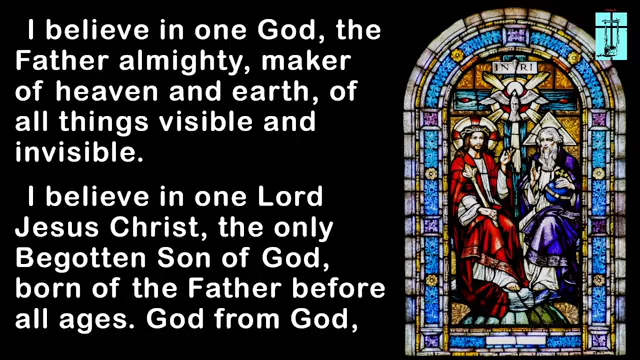 I believe in one God, the
Father almighty, maker
of heaven and earth, of
all things visible and
invisible.
I believe in one Lord
Jesus Christ, the only
Begotten Son of God,
born of the Father before
all ages. God from God,
INRI